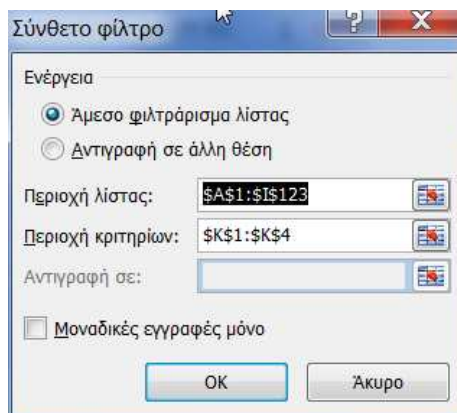 Σύνθετο φίλτρο
Ενέργεια
Άμεσο φιλτράρισμα λίστας
Αντιγραφή σε άλλη θέση
Περιοχή λίστας: $A$1:$I$123
Περιοχή κριτηρίων: $K$1:$K$4
Αντιγραφή σε:
Μοναδικές εγγραφές μόνο
OK Άκυρο